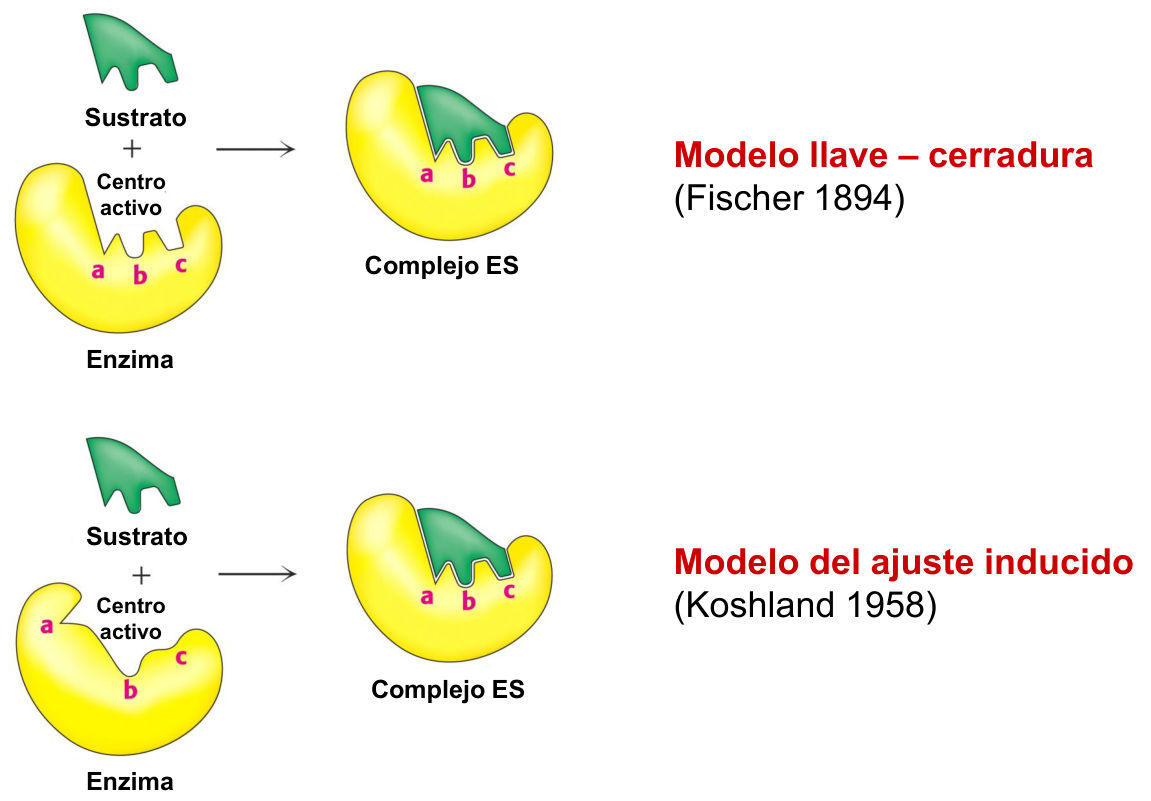 Sustrato
+
Centro
activo
a
b
c
Enzima
a
b
c
Complejo ES
Modelo llave – cerradura
(Fischer 1894)
Sustrato
+
Centro
activo
a
b
c
Enzima
a
b
c
Complejo ES
Modelo del ajuste inducido
(Koshland 1958)